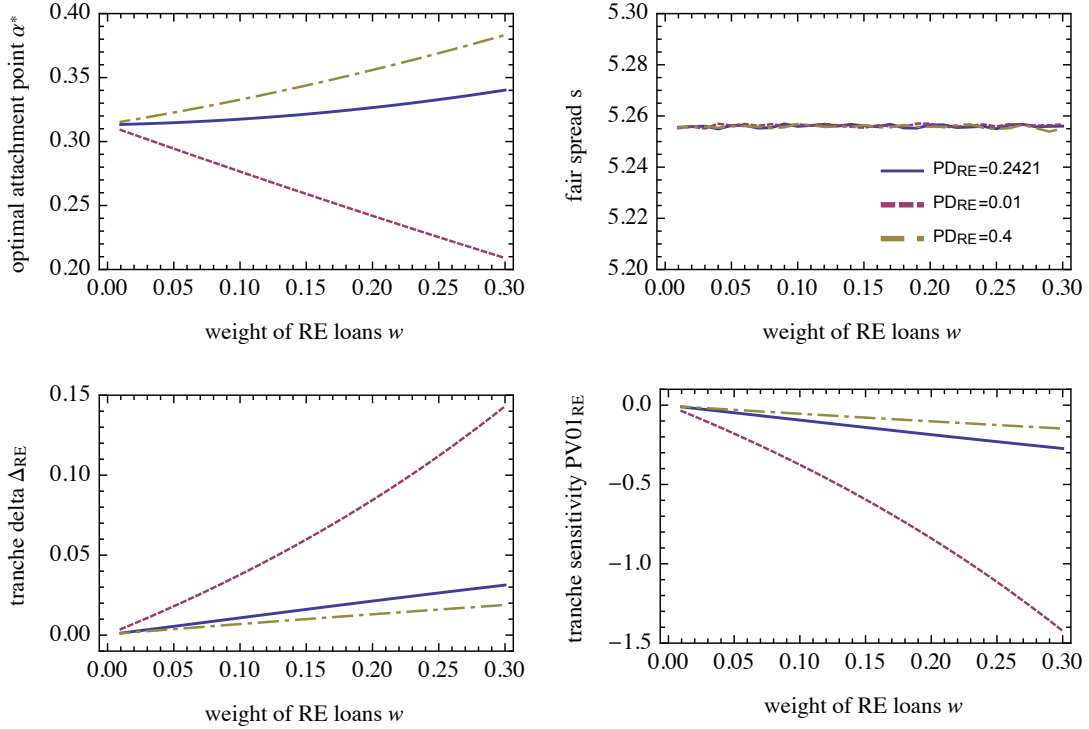 optimal attachment point α*
0.40
0.35
0.30
0.25
0.20
0.00 0.05 0.10 0.15 0.20 0.25 0.30
weight of RE loans w
fair spread s
5.30
5.28
5.26
5.24
5.22
5.20
PDRE=0.2421
PDRE=0.01
PDRE=0.4
0.00 0.05 0.10 0.15 0.20 0.25 0.30
weight of RE loans w
tranche delta ΔRE
0.15
0.10
0.05
0.00
0.00 0.05 0.10 0.15 0.20 0.25 0.30
weight of RE loans w
tranche sensitivity PV01RE
0.0
−0.5
−1.0
−1.5
0.00 0.05 0.10 0.15 0.20 0.25 0.30
weight of RE loans w